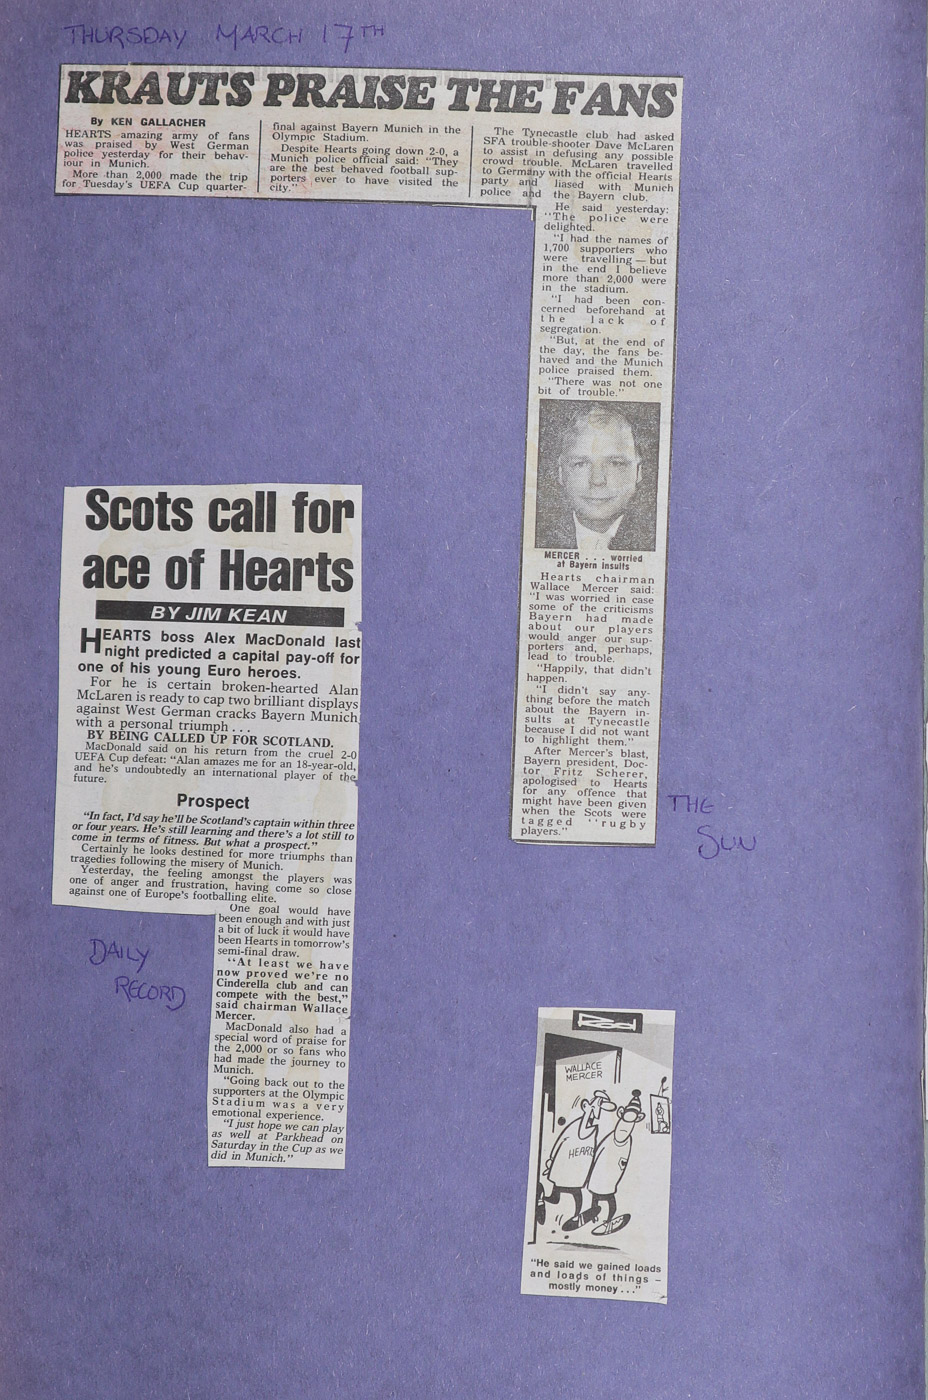 THURSDAY MARCH 17TH
KRAUTS PRAISE THE FANS
By KEN GALLACHER
HEARTS amazing army of fans
was praised by West German
police yesterday for their behav-
iour in Munich.
More than 2,000 made the trip
for Tuesday's UEFA Cup quarter-
final against Bayern Munich in the
Olympic Stadium.
Despite Hearts going down 2-0, a
Munich police official said: "They
are the best behaved football sup-
porters ever to have visited the
city."
The Tynecastle club had asked
SFA trouble-shooter Dave McLaren
to assist in defusing any possible
crowd trouble. McLaren travelled
to Germany with the official Hearts
party and liased with Munich
police and the Bayern club.
He said yesterday:
"The police were
delighted.
"I had the names of
1,700 supporters who
were travelling — but
in the end I believe
more than 2,000 were
in the stadium.
"I had been con-
cerned beforehand at
the lack of
segregation.
"But, at the end of
the day, the fans be-
haved and the Munich
police praised them.
"There was not one
bit of trouble."
MERCER . . . worried
at Bayern insults
Hearts chairman
Wallace Mercer said:
"I was worried in case
some of the criticisms
Bayern had made
about our players
would anger our sup-
porters and, perhaps,
lead to trouble.
"Happily, that didn't
happen.
"I didn't say any-
thing before the match
about the Bayern in-
sults at Tynecastle
because I did not want
to highlight them."
After Mercer's blast,
Bayern president, Doc-
tor Fritz Scherer,
apologised to Hearts
for any offence that
might have been given
when the Scots were
tagged "rugby
players."
THE
SUN
Scots call for
ace of Hearts
BY JIM KEAN
HEARTS boss Alex MacDonald last
night predicted a capital pay-off for
one of his young Euro heroes.
For he is certain broken-hearted Alan
McLaren is ready to cap two brilliant displays
against West German cracks Bayern Munich
with a personal triumph . . .
BY BEING CALLED UP FOR SCOTLAND.
MacDonald said on his return from the cruel 2-0
UEFA Cup defeat: "Alan amazes me for an 18-year-old,
and he's undoubtedly an international player of the
future.
Prospect
"In fact, I'd say he'll be Scotland's captain within three
or four years. He's still learning and there's a lot still to
come in terms of fitness. But what a prospect."
Certainly he looks destined for more triumphs than
tragedies following the misery of Munich.
Yesterday, the feeling amongst the players was
one of anger and frustration, having come so close
against one of Europe's footballing elite.
One goal would have
been enough and with just
a bit of luck it would have
been Hearts in tomorrow's
semi-final draw.
"At least we have
now proved we're no
Cinderella club and can
compete with the best,"
said chairman Wallace
Mercer.
MacDonald also had a
special word of praise for
the 2,000 or so fans who
had made the journey to
Munich.
"Going back out to the
supporters at the Olympic
Stadium was a very
emotional experience.
"I just hope we can play
as well at Parkhead on
Saturday in the Cup as we
did in Munich."
DAILY
RECORD
WALLACE
MERCER
HEARTS
"He said we gained loads
and loads of things –
mostly money . . ."